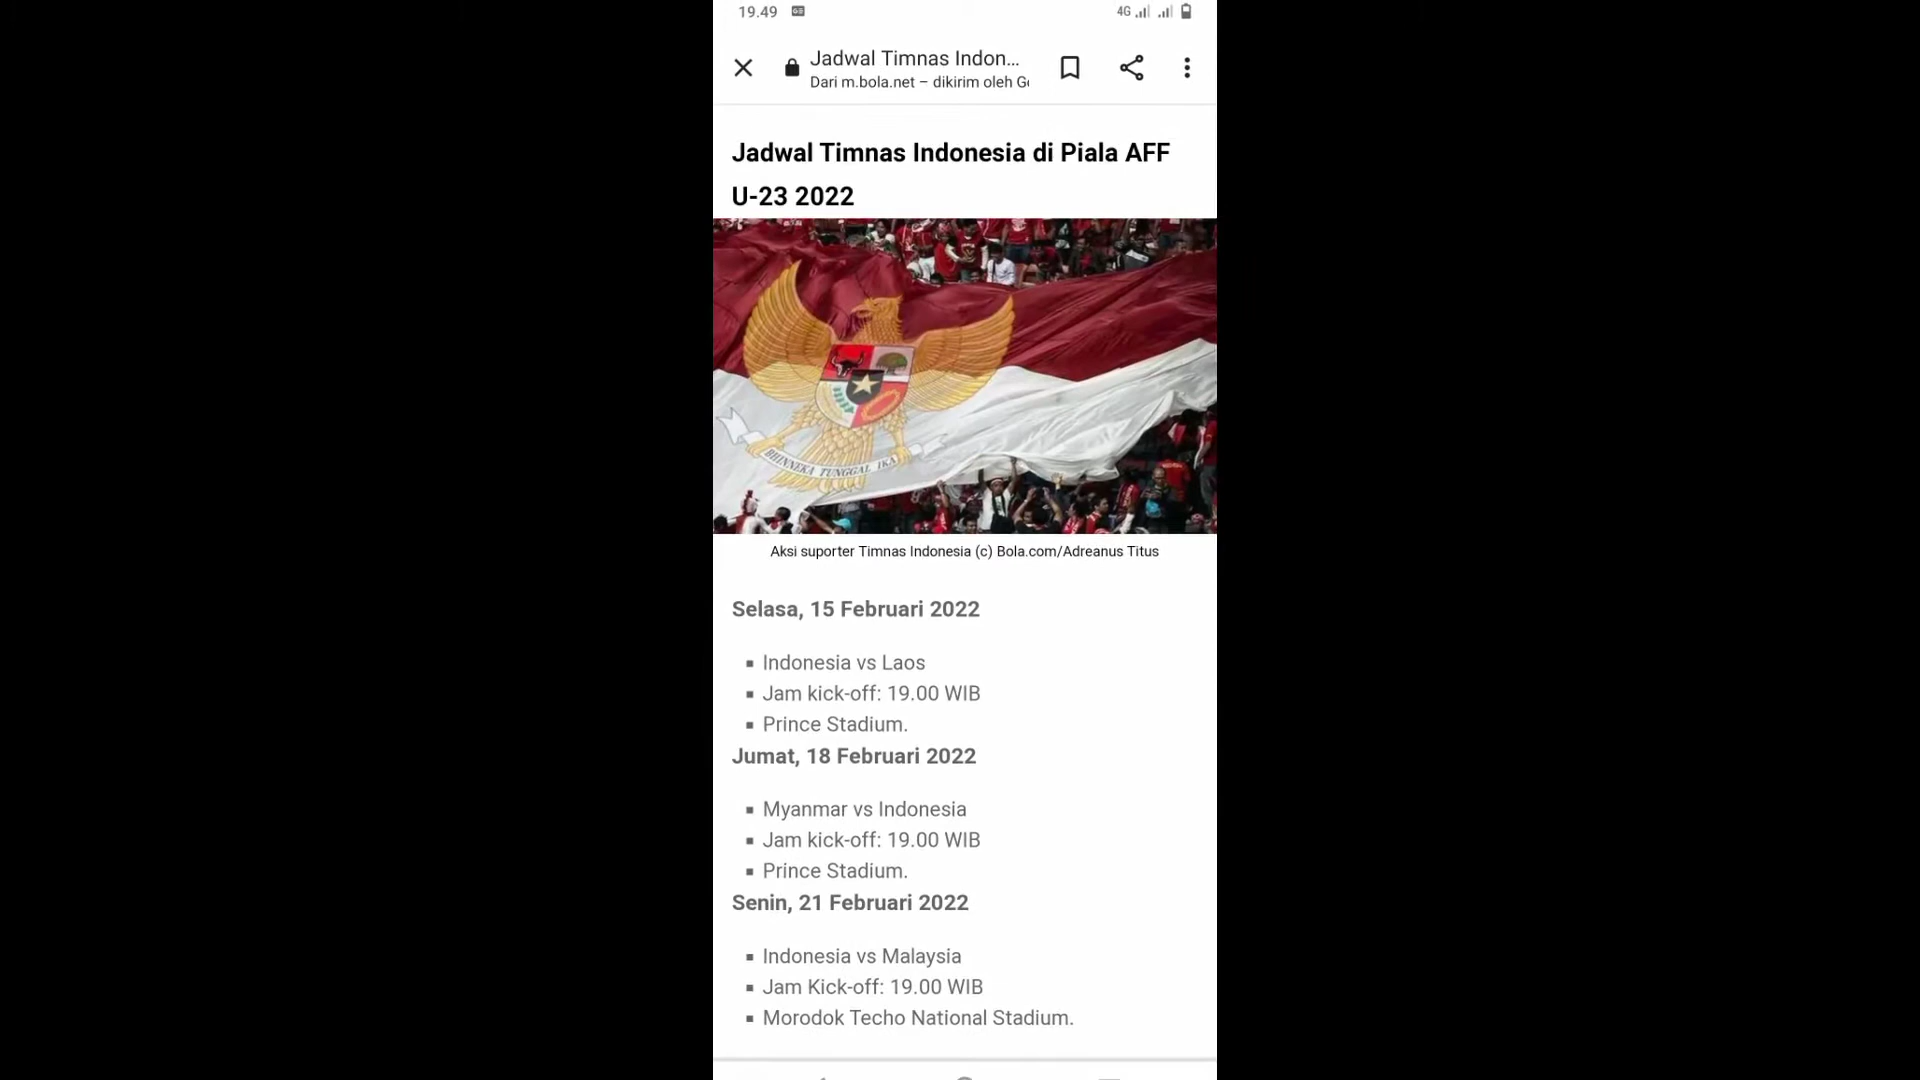 19.49
4G
Jadwal Timnas Indon...
Dari m.bola.net – dikirim oleh
Jadwal Timnas Indonesia di Piala AFF
U-23 2022
BHINNEKA TUNGGAL IKA
Aksi suporter Timnas Indonesia (c) Bola.com/Adreanus Titus
Selasa, 15 Februari 2022
▪ Indonesia vs Laos
▪ Jam kick-off: 19.00 WIB
▪ Prince Stadium.
Jumat, 18 Februari 2022
▪ Myanmar vs Indonesia
▪ Jam kick-off: 19.00 WIB
▪ Prince Stadium.
Senin, 21 Februari 2022
▪ Indonesia vs Malaysia
▪ Jam Kick-off: 19.00 WIB
▪ Morodok Techo National Stadium.